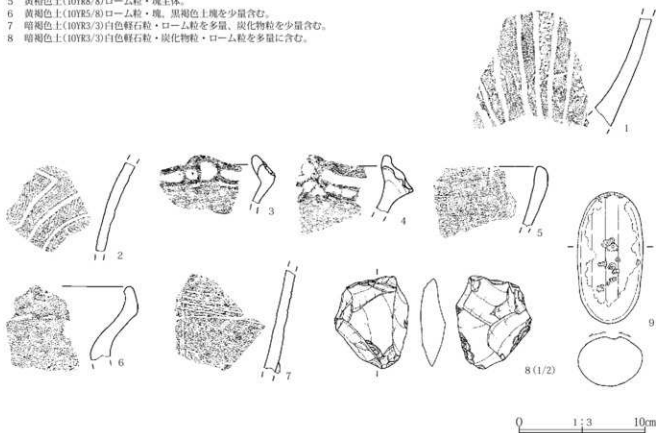 5 黄褐色土(10YR8/8)ローム粒・塊主体。
6 黄褐色土(10YR5/8)ローム粒・塊、黒褐色土塊を少量含む。
7 暗褐色土(10YR3/3)白色軽石粒・ローム粒を多量、炭化物粒を少量含む。
8 暗褐色土(10YR3/3)白色軽石粒・炭化物粒・ローム粒を多量に含む。
1
2
3
4
5
6
7
8 (1/2)
9
0 1:3 10cm